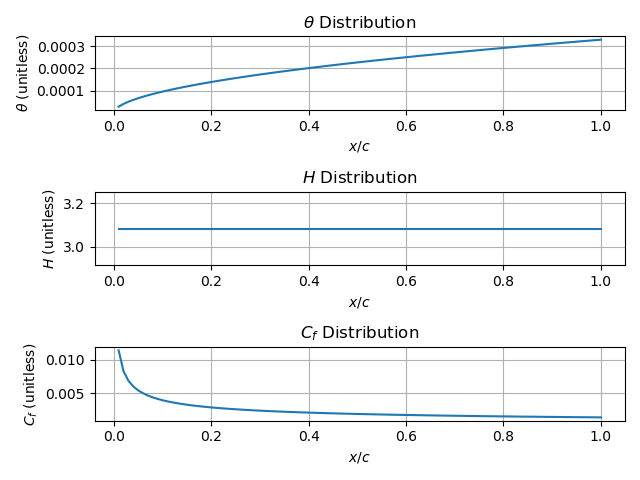 θ Distribution
θ (unitless)
0.0003
0.0002
0.0001
0.0 0.2 0.4 0.6 0.8 1.0
x/c
H Distribution
H (unitless)
3.2
3.0
0.0 0.2 0.4 0.6 0.8 1.0
x/c
C_f Distribution
C_f (unitless)
0.010
0.005
0.0 0.2 0.4 0.6 0.8 1.0
x/c